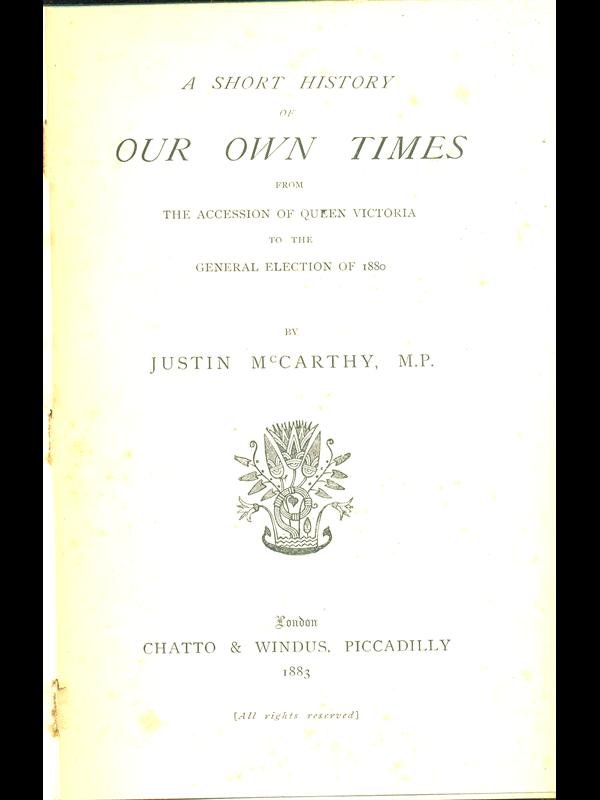 A SHORT HISTORY
OF
OUR OWN TIMES
FROM
THE ACCESSION OF QUEEN VICTORIA
TO THE
GENERAL ELECTION OF 1880
BY
JUSTIN McCARTHY, M.P.
London
CHATTO & WINDUS, PICCADILLY
1883
[All rights reserved]